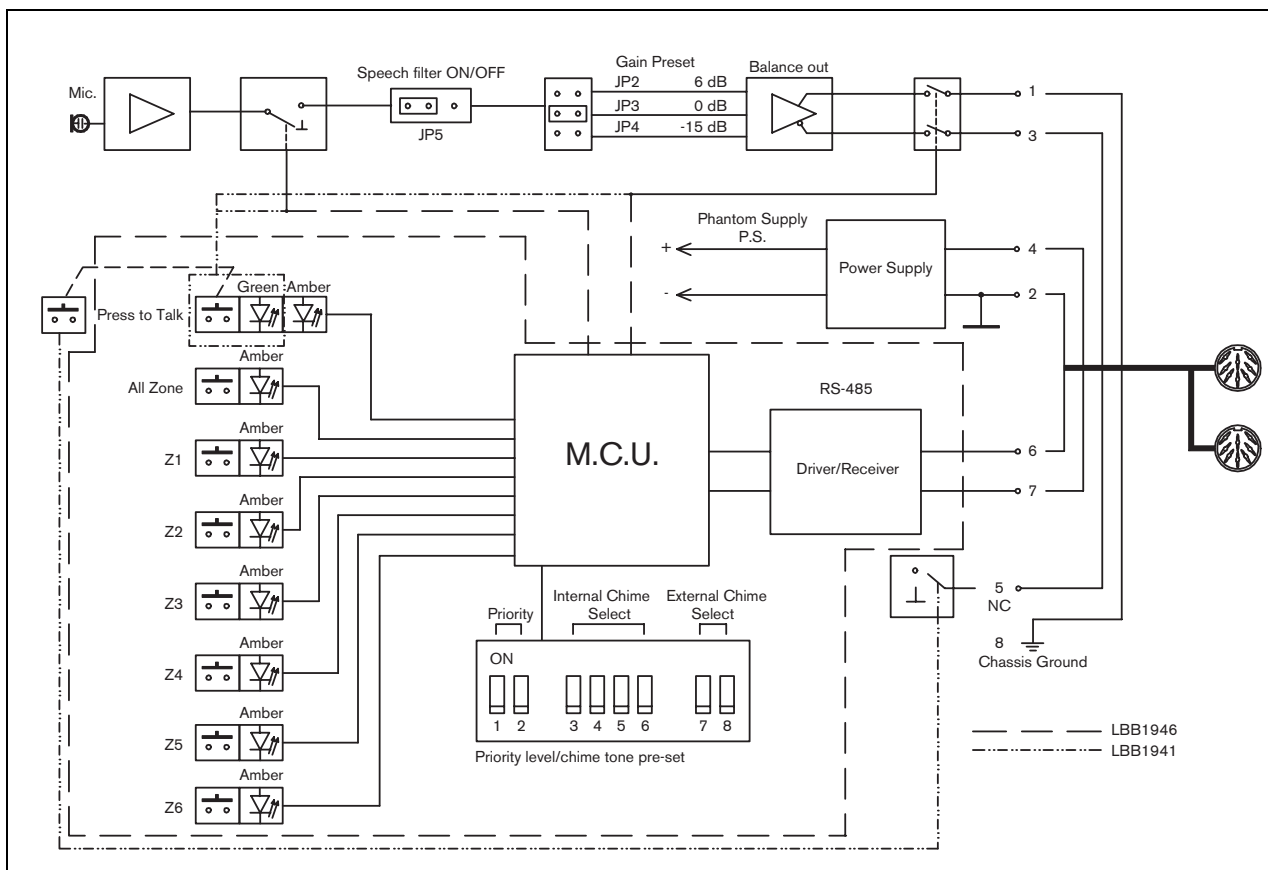 Speech filter ON/OFF
Gain Preset
Balance out
Mic.
JP2 6 dB
JP3 0 dB
JP4 -15 dB
JP5
1
3
Phantom Supply
P.S.
+
-
Power Supply
4
2
Green Amber
Press to Talk
Amber
All Zone
Amber
Z1
Amber
Z2
Amber
Z3
Amber
Z4
Amber
Z5
Amber
Z6
M.C.U.
RS-485
Driver/Receiver
6
7
5
NC
8
Chassis Ground
Priority
Internal Chime
Select
External Chime
Select
ON
1 2 3 4 5 6 7 8
Priority level/chime tone pre-set
LBB1946
LBB1941